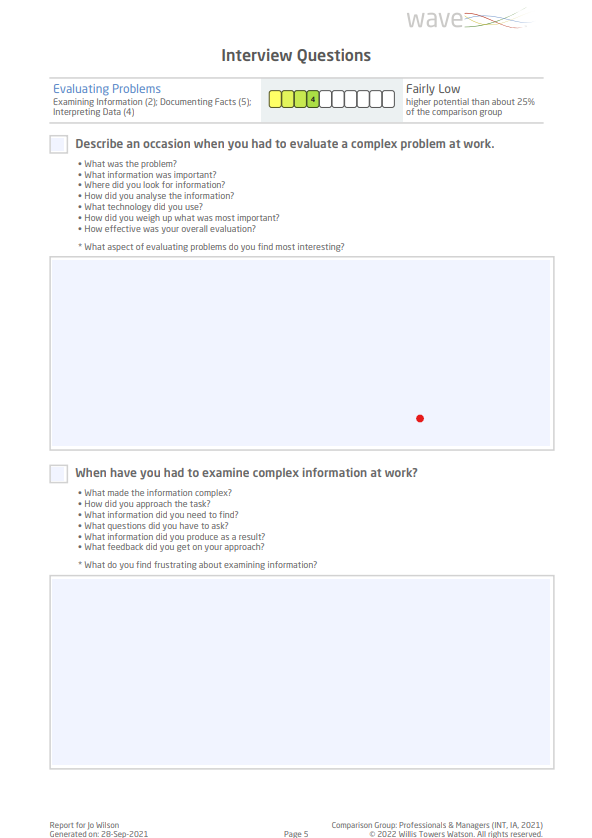 wave
Interview Questions
Evaluating Problems
Examining Information (2); Documenting Facts (5);
Interpreting Data (4)
4
Fairly Low
higher potential than about 25%
of the comparison group
Describe an occasion when you had to evaluate a complex problem at work.
• What was the problem?
• What information was important?
• Where did you look for information?
• How did you analyse the information?
• What technology did you use?
• How did you weigh up what was most important?
• How effective was your overall evaluation?
* What aspect of evaluating problems do you find most interesting?
When have you had to examine complex information at work?
• What made the information complex?
• How did you approach the task?
• What information did you need to find?
• What questions did you have to ask?
• What information did you produce as a result?
• What feedback did you get on your approach?
* What do you find frustrating about examining information?
Report for Jo Wilson
Generated on: 28-Sep-2021
Page 5
Comparison Group: Professionals & Managers (INT, IA, 2021)
© 2022 Willis Towers Watson. All rights reserved.